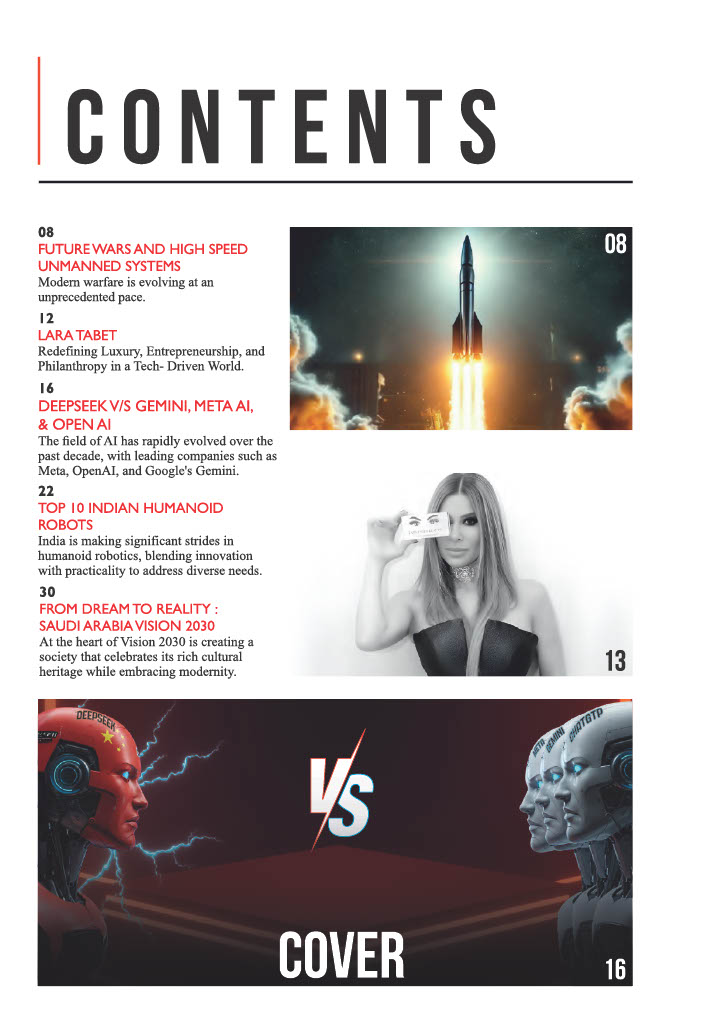 CONTENTS
08
FUTURE WARS AND HIGH SPEED
UNMANNED SYSTEMS
Modern warfare is evolving at an
unprecedented pace.
12
LARA TABET
Redefining Luxury, Entrepreneurship, and
Philanthropy in a Tech- Driven World.
16
DEEPSEEK V/S GEMINI, META AI,
& OPEN AI
The field of AI has rapidly evolved over the
past decade, with leading companies such as
Meta, OpenAI, and Google's Gemini.
22
TOP 10 INDIAN HUMANOID
ROBOTS
India is making significant strides in
humanoid robotics, blending innovation
with practicality to address diverse needs.
30
FROM DREAM TO REALITY :
SAUDI ARABIA VISION 2030
At the heart of Vision 2030 is creating a
society that celebrates its rich cultural
heritage while embracing modernity.
08
13
DEEPSEEK
VS
META
GEMINI
CHATGTP
COVER
16